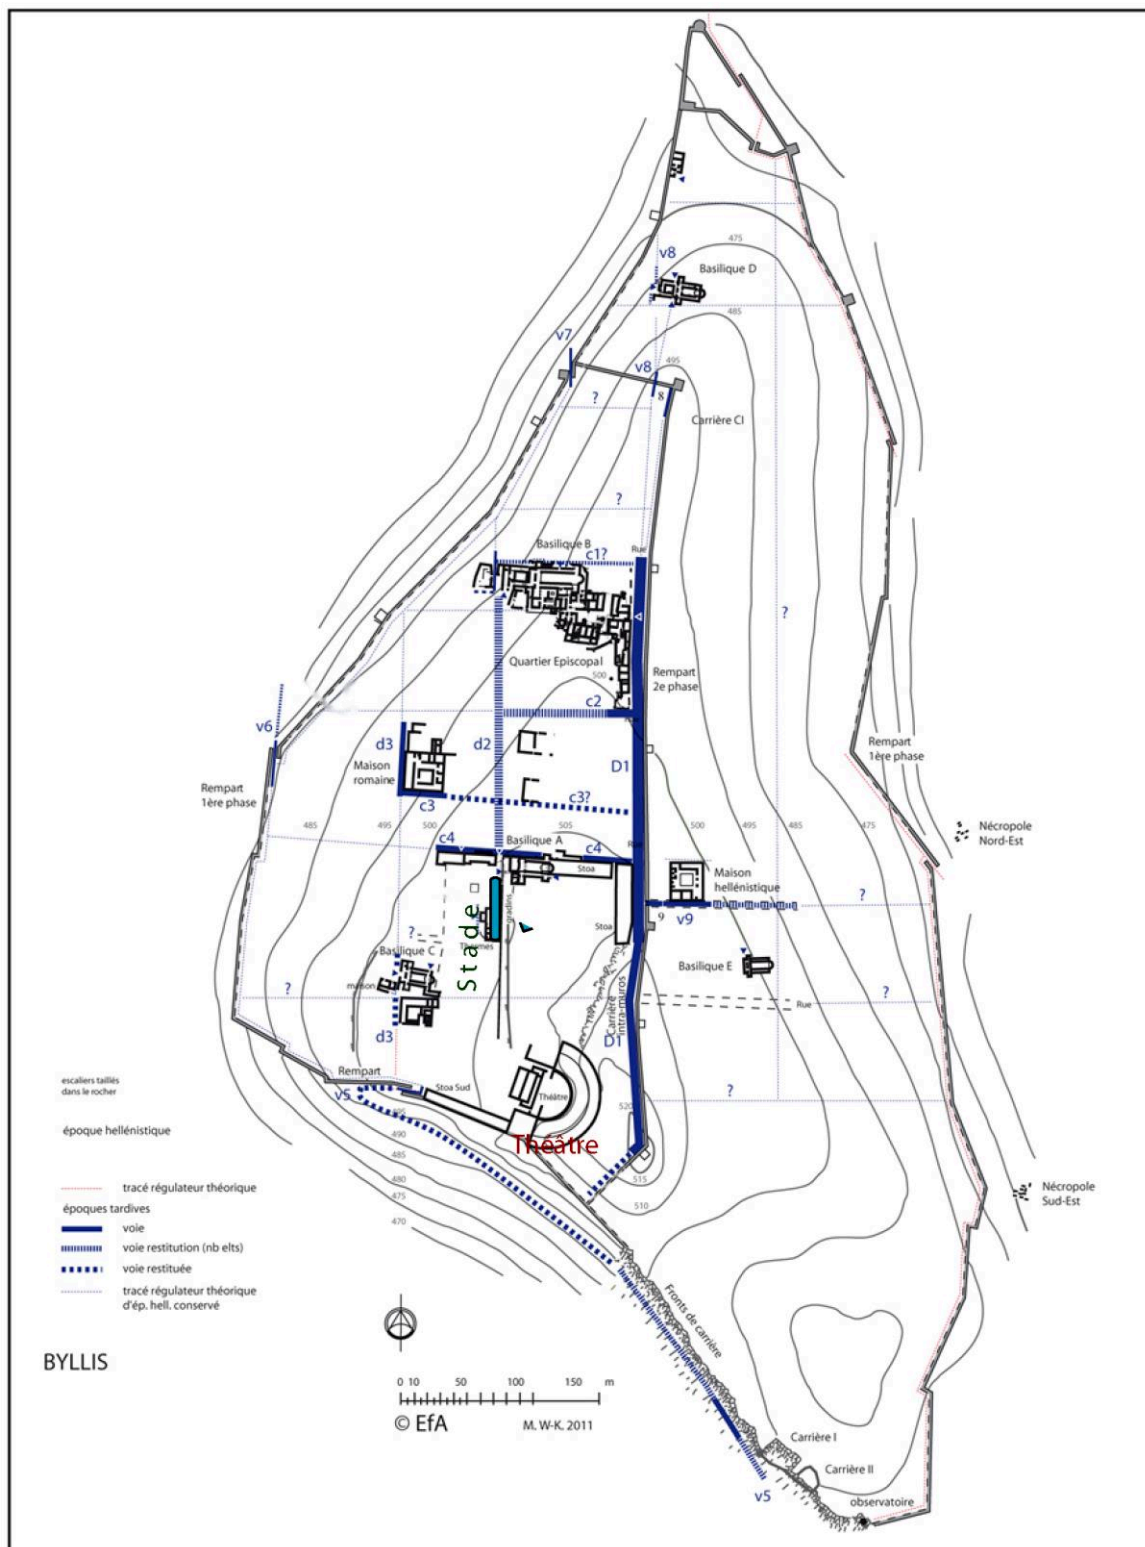 475
v8
Basilique D
485
v7
v8
495
8
?
Carrière CI
?
Basilique B
Rue
c1?
?
Quartier Episcopal
500
Rempart
2e phase
c2
v6
d3
d2
D1
Rempart
1ère phase
Maison
romaine
Rempart
1ère phase
c3
c3?
485
495
500
505
500
495
485
475
Nécropole
Nord-Est
c4
Basilique A
c4
Rue
Stoa
Maison
hellénistique
?
Stade
gradins
Stoa
9
v9
?
Thermes
Basilique C
Basilique E
maison
?
?
Carrière
intra-muros
Rue
d3
D1
Rempart
v5
Stoa Sud
Théâtre
520
?
escaliers taillés
dans le rocher
495
490
Théâtre
époque hellénistique
485
480
475
470
515
510
Nécropole
Sud-Est
tracé régulateur théorique
époques tardives
voie
voie restitution (nb elts)
voie restituée
tracé régulateur théorique
d'ép. hell. conservé
Fronts de carrière
BYLLIS
0 10 50 100 150 m
© EfA
M. W-K. 2011
Carrière I
Carrière II
v5
observatoire